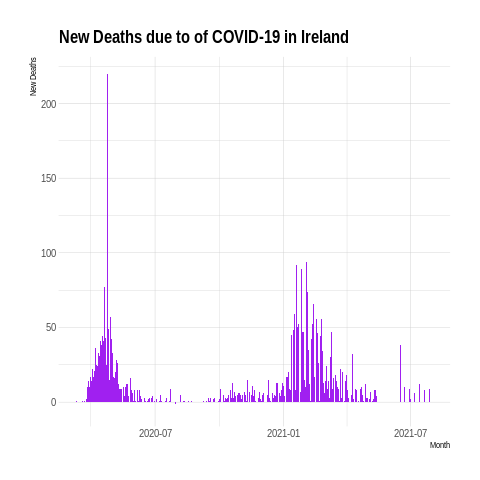 New Deaths due to of COVID-19 in Ireland
New Deaths
200
150
100
50
0
2020-07
2021-01
2021-07
Month